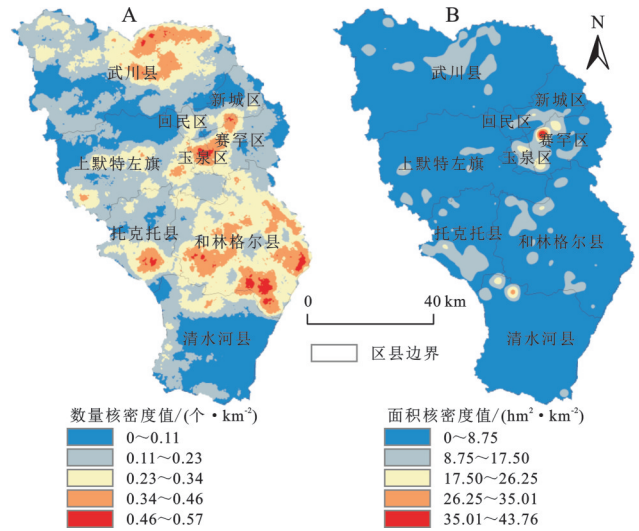 A
B
N
武川县
武川县
新城区
新城区
回民区
回民区
赛罕区
赛罕区
玉泉区
玉泉区
土默特左旗
土默特左旗
托克托县
托克托县
和林格尔县
和林格尔县
0 40 km
清水河县
清水河县
区县边界
数量核密度值/(个·km⁻²)
0～0.11
0.11～0.23
0.23～0.34
0.34～0.46
0.46～0.57
面积核密度值/(hm²·km⁻²)
0～8.75
8.75～17.50
17.50～26.25
26.25～35.01
35.01～43.76